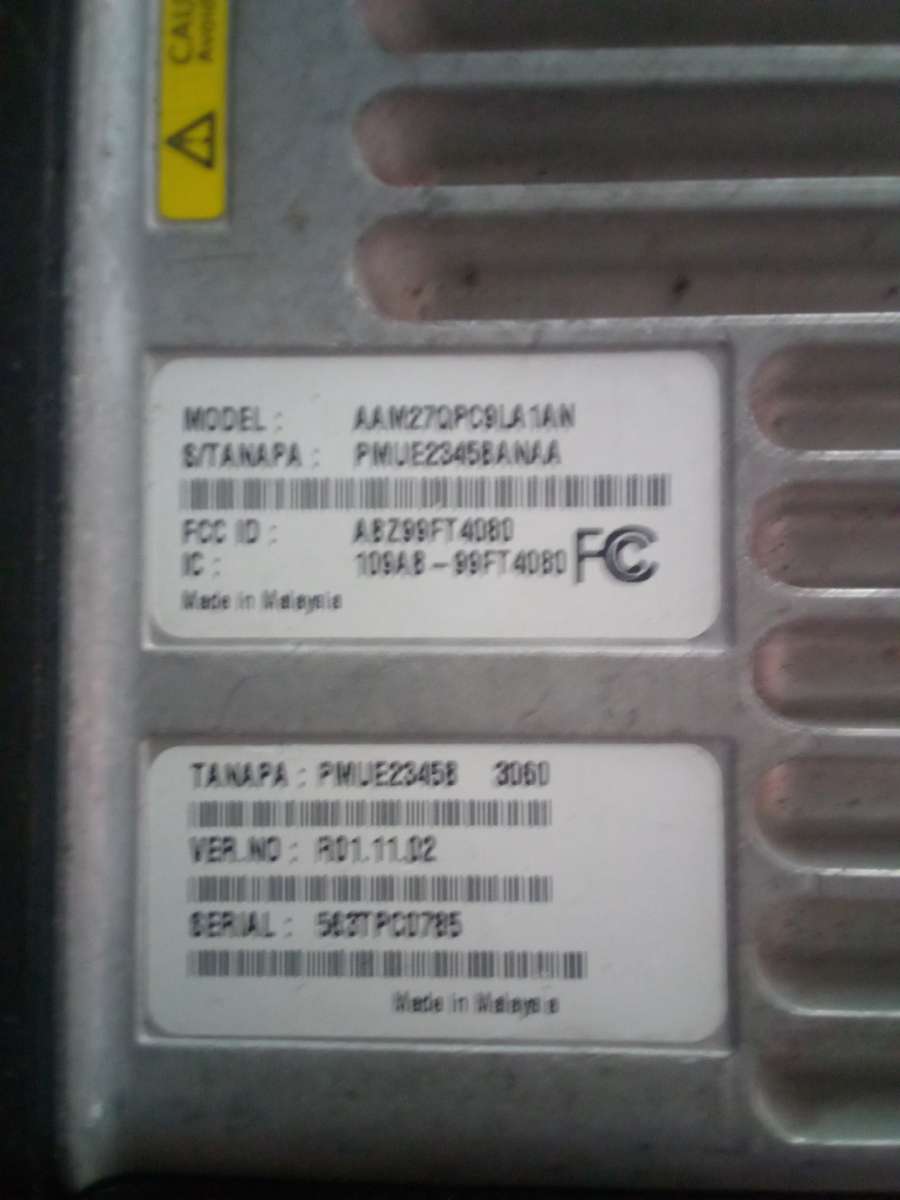 MODEL : AAM27QPC9LA1AN
S/TANAPA : PMUE2345BANAA
FCC ID : ABZ99FT4080
IC : 109AB-99FT4080
FC
Made in Malaysia
TANAPA : PMUE2345B 3060
VER.NO : R01.11.02
SERIAL : 563TPC0785
Made in Malaysia